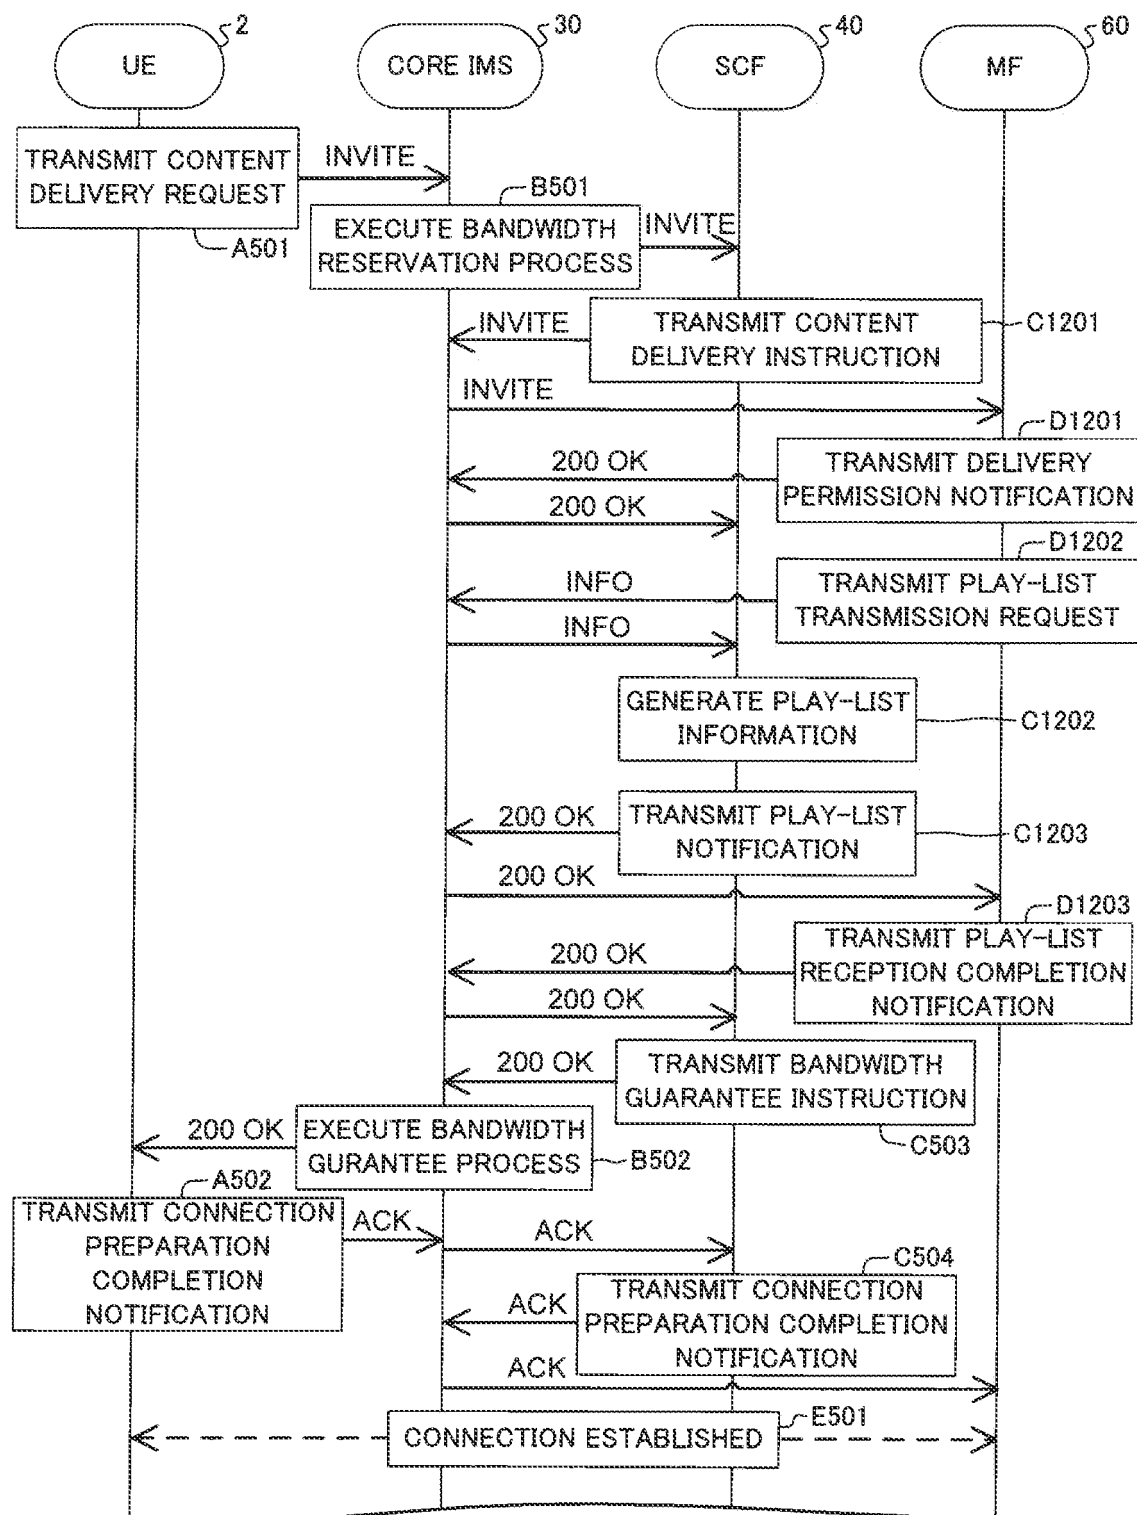 2
30
40
60
UE
CORE IMS
SCF
MF
TRANSMIT CONTENT
DELIVERY REQUEST
INVITE
A501
B501
EXECUTE BANDWIDTH
RESERVATION PROCESS
INVITE
INVITE
TRANSMIT CONTENT
DELIVERY INSTRUCTION
C1201
INVITE
D1201
200 OK
TRANSMIT DELIVERY
PERMISSION NOTIFICATION
200 OK
D1202
INFO
TRANSMIT PLAY-LIST
TRANSMISSION REQUEST
INFO
GENERATE PLAY-LIST
INFORMATION
C1202
200 OK
TRANSMIT PLAY-LIST
NOTIFICATION
C1203
200 OK
D1203
200 OK
TRANSMIT PLAY-LIST
RECEPTION COMPLETION
NOTIFICATION
200 OK
200 OK
TRANSMIT BANDWIDTH
GUARANTEE INSTRUCTION
C503
200 OK
EXECUTE BANDWIDTH
GURANTEE PROCESS
B502
A502
TRANSMIT CONNECTION
PREPARATION
COMPLETION
NOTIFICATION
ACK
ACK
C504
ACK
TRANSMIT CONNECTION
PREPARATION COMPLETION
NOTIFICATION
ACK
E501
CONNECTION ESTABLISHED